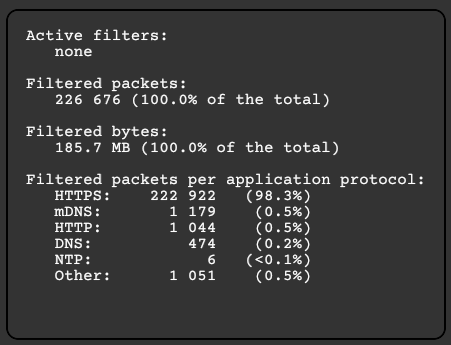 Active filters:
none
Filtered packets:
226 676 (100.0% of the total)
Filtered bytes:
185.7 MB (100.0% of the total)
Filtered packets per application protocol:
HTTPS: 222 922 (98.3%)
mDNS: 1 179 (0.5%)
HTTP: 1 044 (0.5%)
DNS: 474 (0.2%)
NTP: 6 (<0.1%)
Other: 1 051 (0.5%)